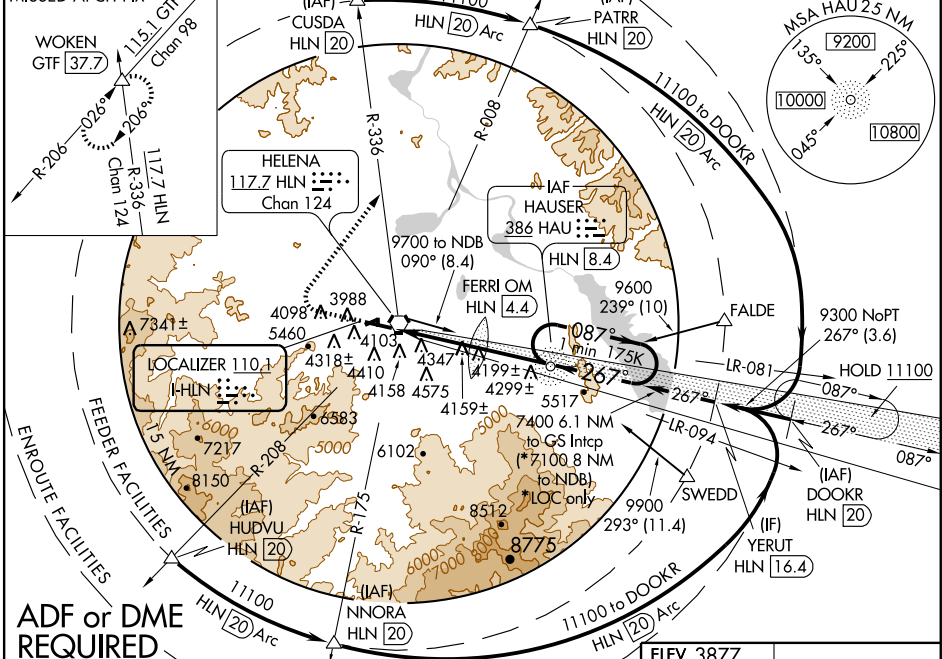 WOKEN
GTF 37.7
115.1 GTF
Chan 98
026°
206°
R-206
R-336
117.7 HLN
Chan 124
(IAF)
CUSDA
HLN 20
11100
HLN 20 Arc
(IAF)
PATRR
HLN 20
MSA HAU 25 NM
9200
135°
225°
10000
10800
045°
11100 to DOOKR
HLN 20 Arc
R-336
R-008
HELENA
117.7 HLN
Chan 124
IAF
HAUSER
386 HAU
HLN 8.4
9700 to NDB
090° (8.4)
FERRI OM
HLN 4.4
9600
239° (10)
FALDE
9300 NoPT
267° (3.6)
HOLD 11100
087°
1 min
175K
267°
LR-081
087°
267°
267°
LR-094
087°
7341±
4098
3988
5460
4318±
4103
4410
4158
4347
4575
4159±
4199±
4299±
5517
LOCALIZER 110.1
I-HLN
6583
6000
5000
7217
8150
15 NM
R-208
6102
R-175
5000
7400 6.1 NM
to GS Intcp
(*7100 8 NM
to NDB)
*LOC only
8512
8775
6000
7000
8000
9900
293° (11.4)
SWEDD
(IAF)
DOOKR
HLN 20
(IF)
YERUT
HLN 16.4
FEEDER FACILITIES
ENROUTE FACILITIES
(IAF)
HUDVU
HLN 20
11100
HLN 20 Arc
(IAF)
NNORA
HLN 20
11100 to DOOKR
HLN 20 Arc
ADF or DME
REQUIRED
ELEV 3877